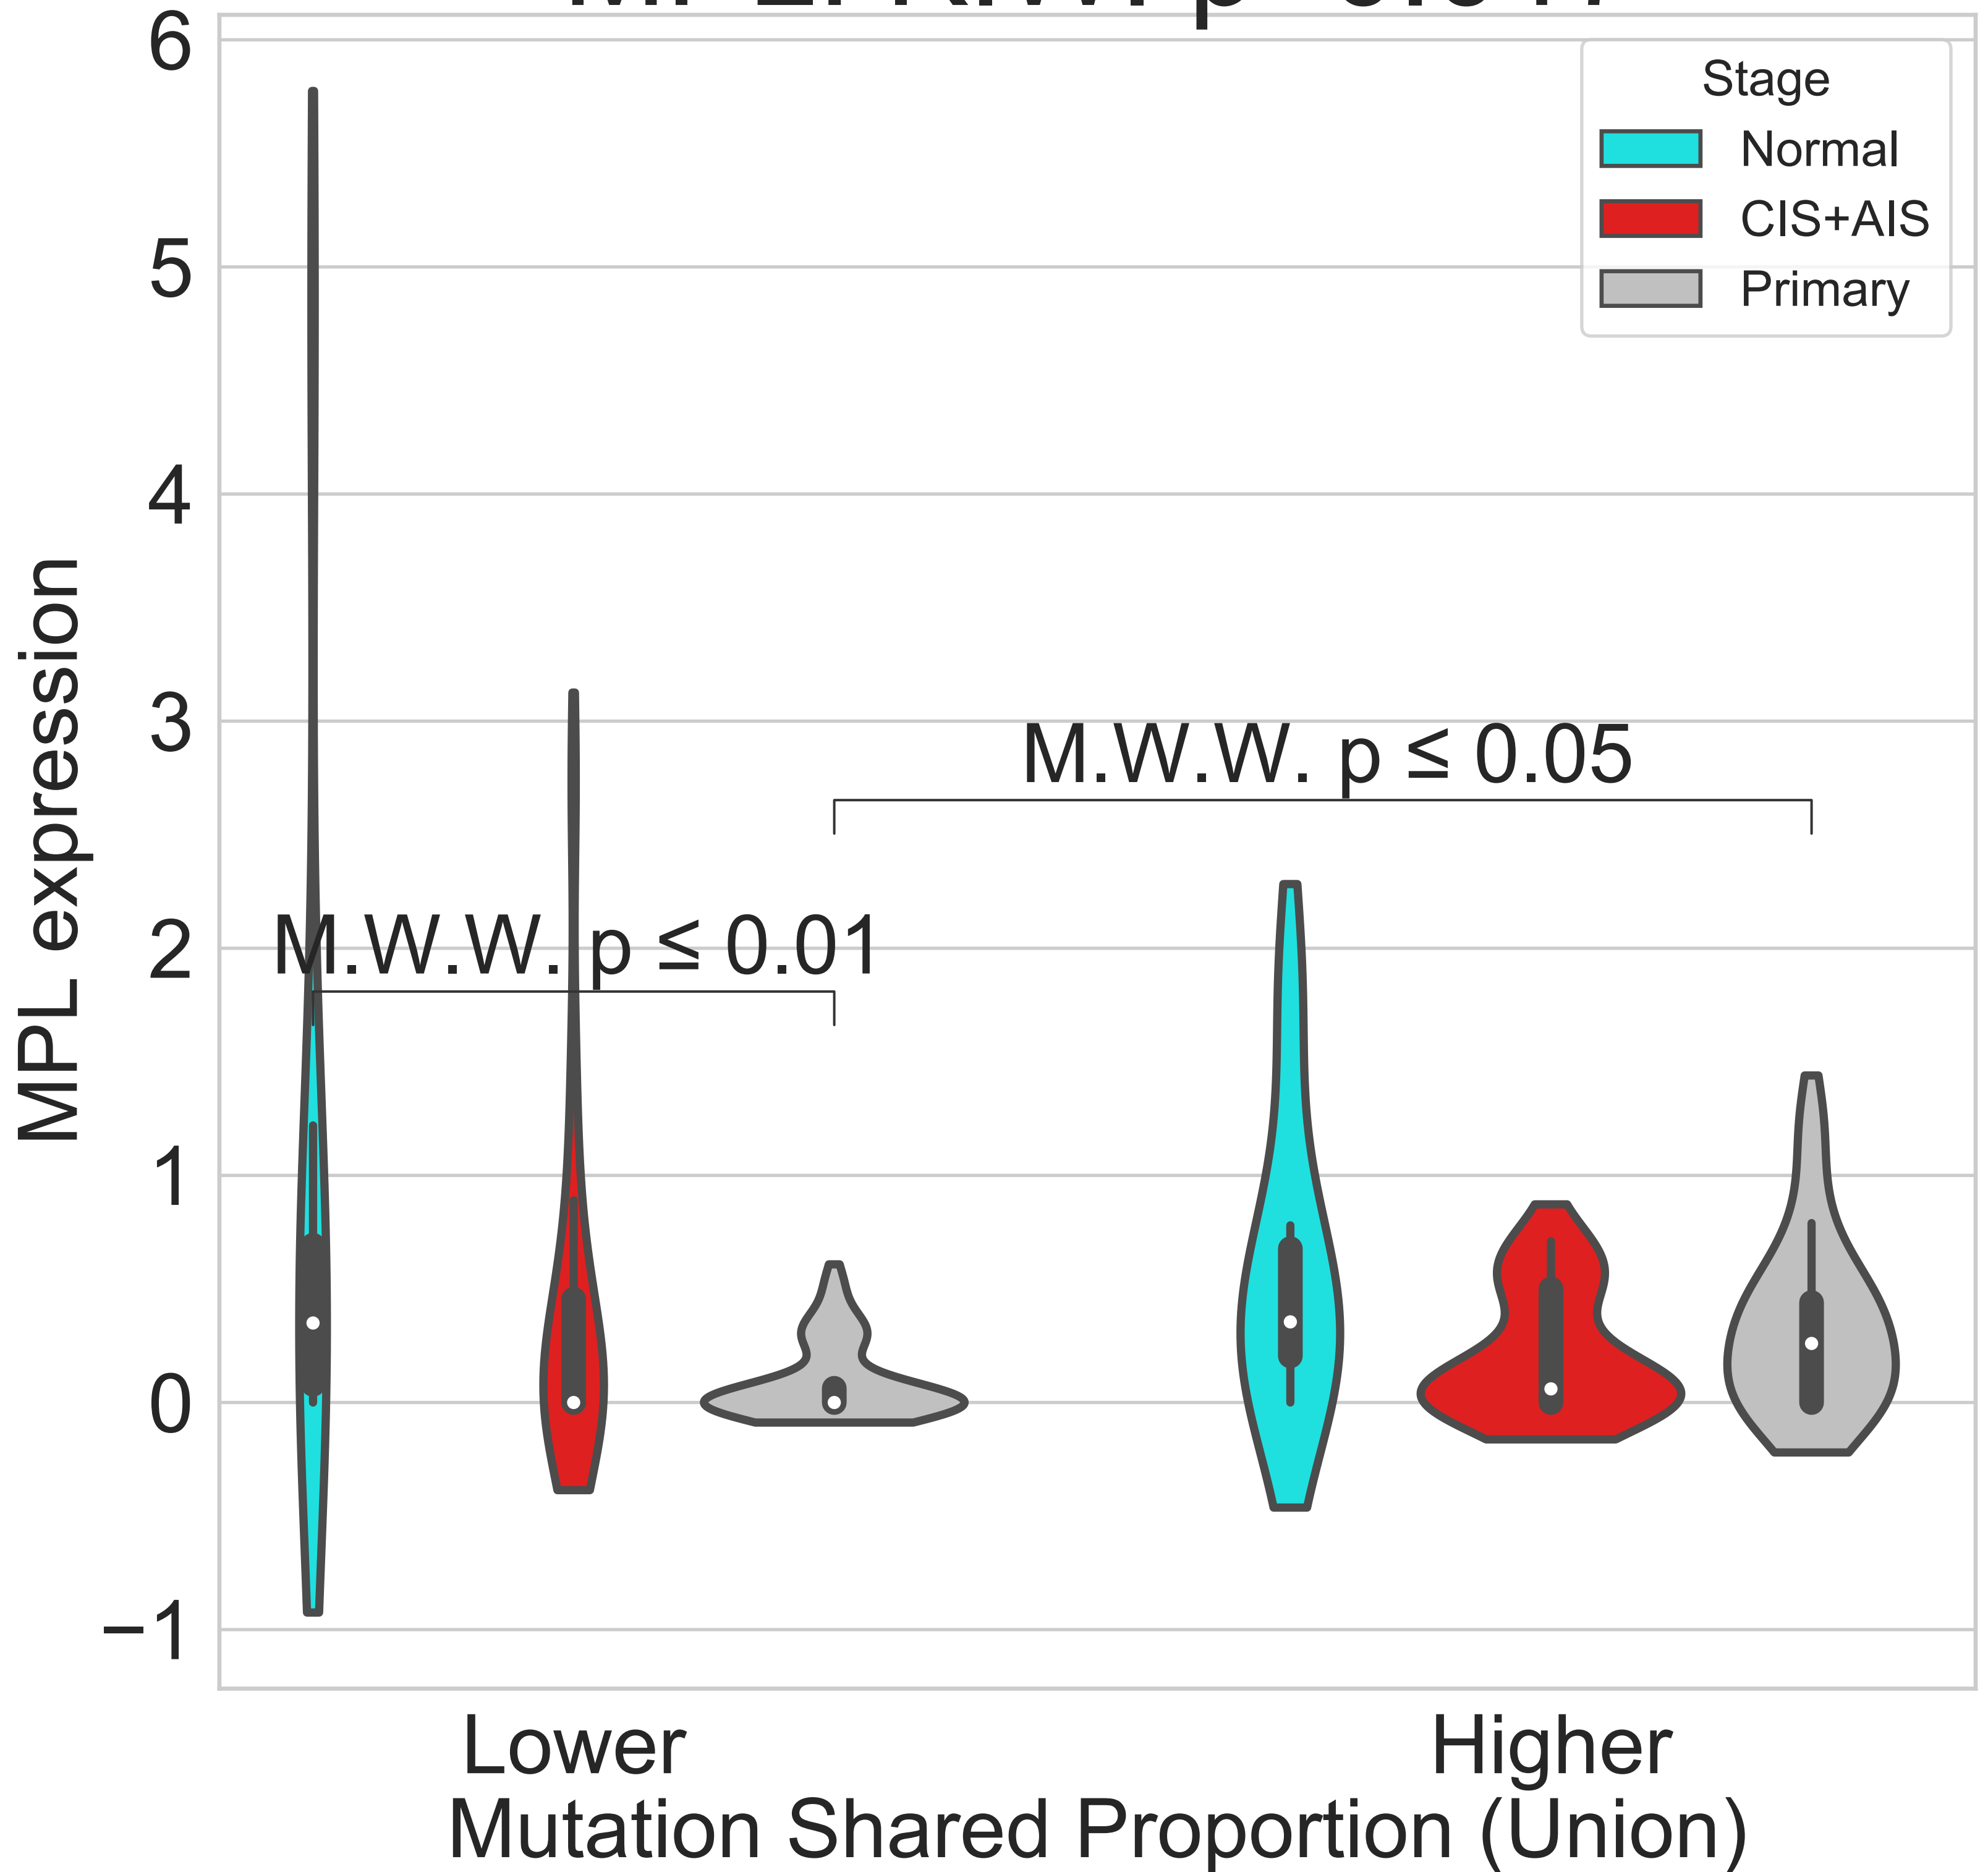 6
Stage
Normal
CIS+AIS
Primary
5
4
3
2
1
0
−1
MPL expression
M.W.W. p ≤ 0.05
M.W.W. p ≤ 0.01
Lower
Higher
Mutation Shared Proportion (Union)